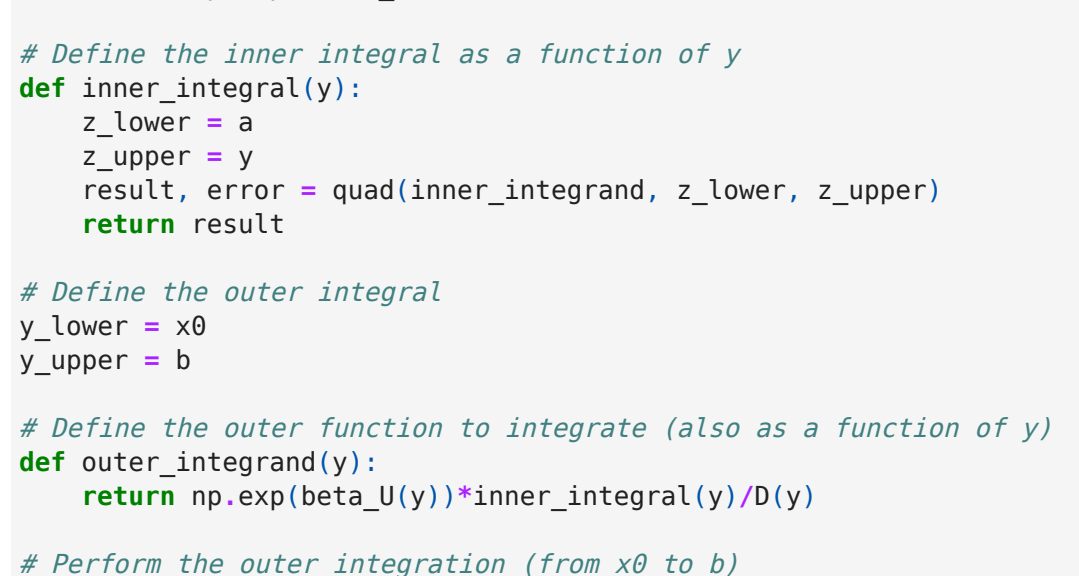 # Define the inner integral as a function of y
def inner_integral(y):
    z_lower = a
    z_upper = y
    result, error = quad(inner_integrand, z_lower, z_upper)
    return result

# Define the outer integral
y_lower = x0
y_upper = b

# Define the outer function to integrate (also as a function of y)
def outer_integrand(y):
    return np.exp(beta_U(y))*inner_integral(y)/D(y)

# Perform the outer integration (from x0 to b)